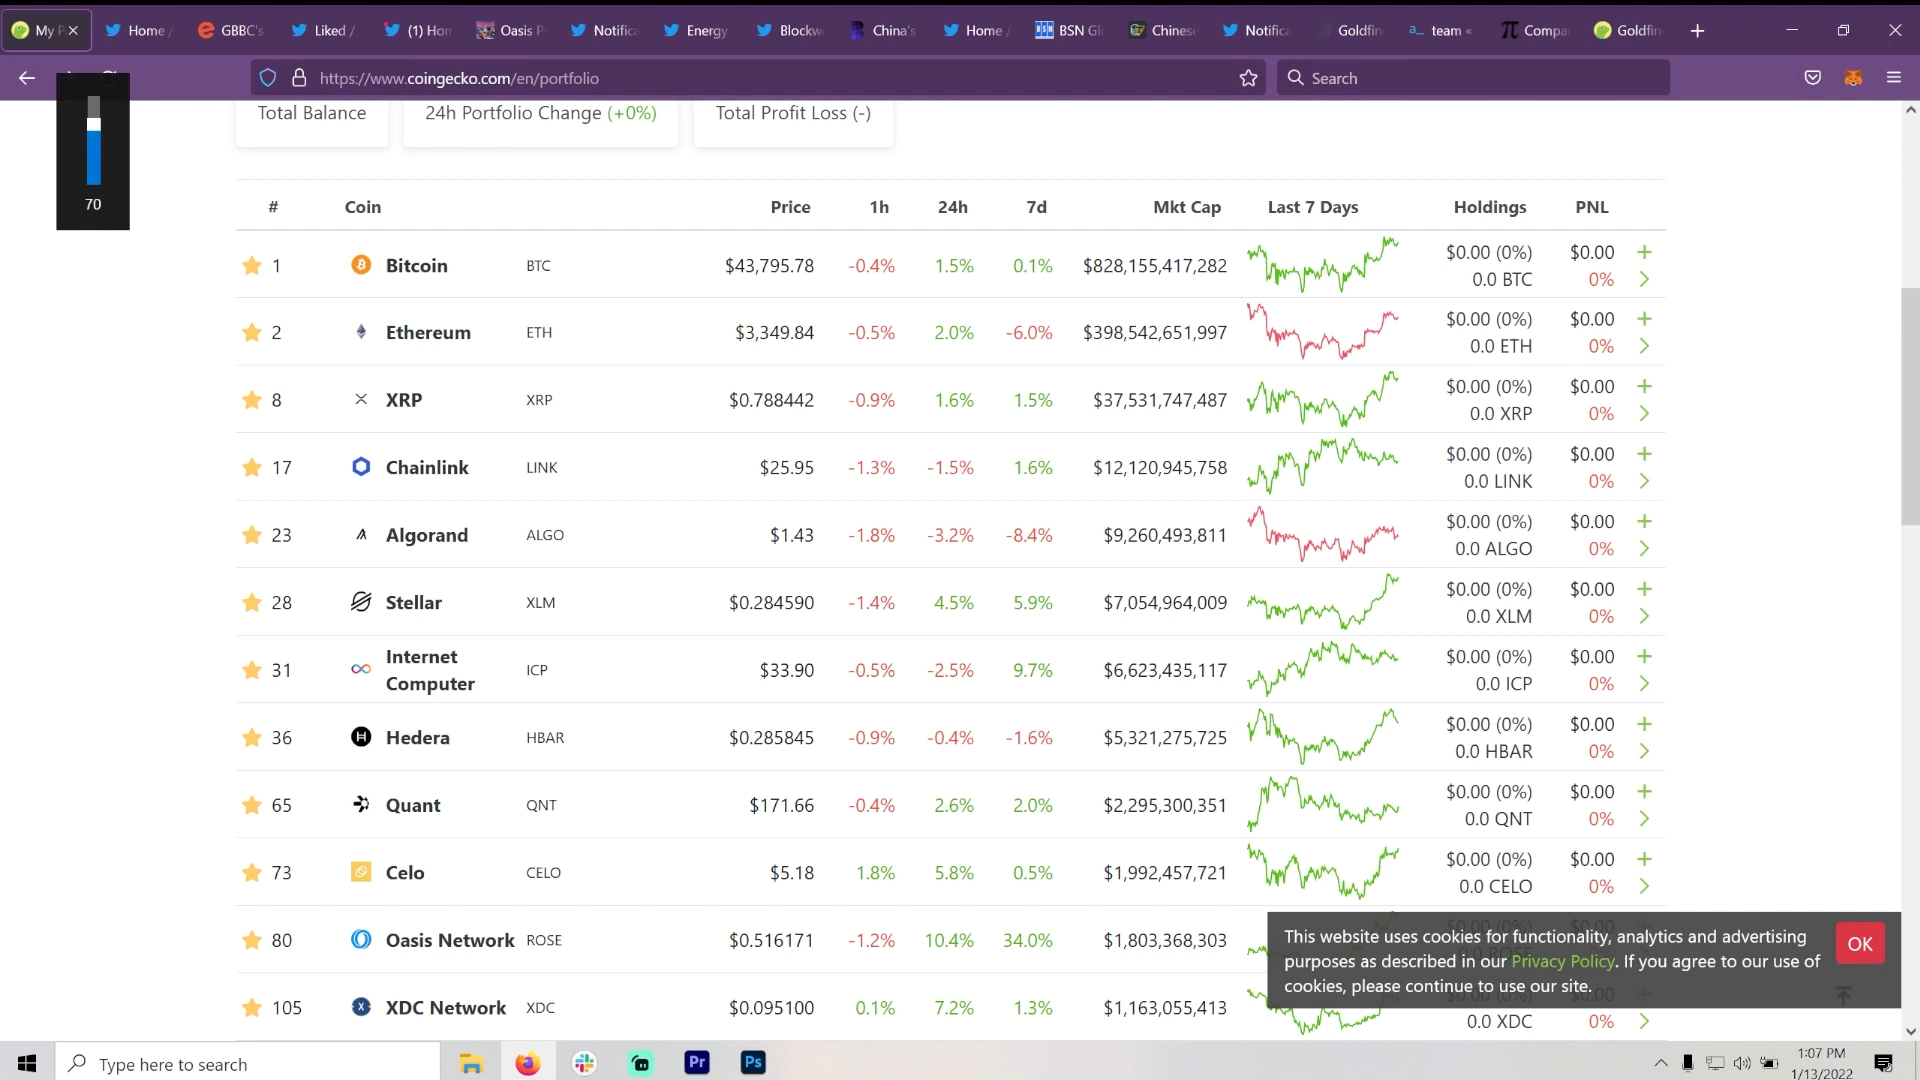 My P
Home /
GBBC's
Liked /
(1) Hom
Oasis P
Notifica
Energy
Blockw
China's
Home /
BSN Gl
Chinese
Notifica
Goldfin
team «
Compa
Goldfin
https://www.coingecko.com/en/portfolio
Search
70
Total Balance
24h Portfolio Change (+0%)
Total Profit Loss (-)
# Coin Price 1h 24h 7d Mkt Cap Last 7 Days Holdings PNL
1 Bitcoin BTC $43,795.78 -0.4% 1.5% 0.1% $828,155,417,282 $0.00 (0%) $0.00
0.0 BTC 0%
2 Ethereum ETH $3,349.84 -0.5% 2.0% -6.0% $398,542,651,997 $0.00 (0%) $0.00
0.0 ETH 0%
8 XRP XRP $0.788442 -0.9% 1.6% 1.5% $37,531,747,487 $0.00 (0%) $0.00
0.0 XRP 0%
17 Chainlink LINK $25.95 -1.3% -1.5% 1.6% $12,120,945,758 $0.00 (0%) $0.00
0.0 LINK 0%
23 Algorand ALGO $1.43 -1.8% -3.2% -8.4% $9,260,493,811 $0.00 (0%) $0.00
0.0 ALGO 0%
28 Stellar XLM $0.284590 -1.4% 4.5% 5.9% $7,054,964,009 $0.00 (0%) $0.00
0.0 XLM 0%
31 Internet Computer ICP $33.90 -0.5% -2.5% 9.7% $6,623,435,117 $0.00 (0%) $0.00
0.0 ICP 0%
36 Hedera HBAR $0.285845 -0.9% -0.4% -1.6% $5,321,275,725 $0.00 (0%) $0.00
0.0 HBAR 0%
65 Quant QNT $171.66 -0.4% 2.6% 2.0% $2,295,300,351 $0.00 (0%) $0.00
0.0 QNT 0%
73 Celo CELO $5.18 1.8% 5.8% 0.5% $1,992,457,721 $0.00 (0%) $0.00
0.0 CELO 0%
80 Oasis Network ROSE $0.516171 -1.2% 10.4% 34.0% $1,803,368,303
105 XDC Network XDC $0.095100 0.1% 7.2% 1.3% $1,163,055,413
0.0 XDC 0%
This website uses cookies for functionality, analytics and advertising
purposes as described in our Privacy Policy. If you agree to our use of
cookies, please continue to use our site.
OK
Type here to search
Pr
Ps
1:07 PM
1/13/2022